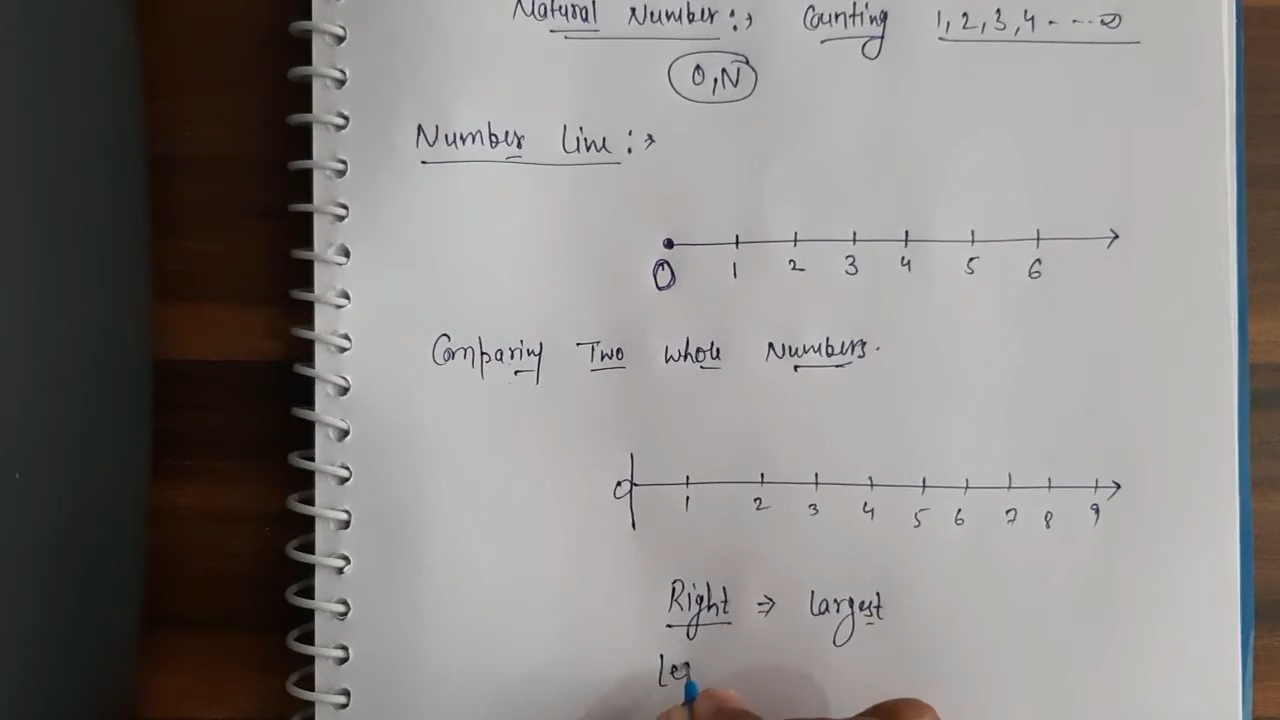 Natural Number :→ Counting 1, 2, 3, 4 - - - ∞
0, N
Number line :→
0 1 2 3 4 5 6
Comparing Two whole Numbers.
0 1 2 3 4 5 6 7 8 9
Right ⇒ largest
Le